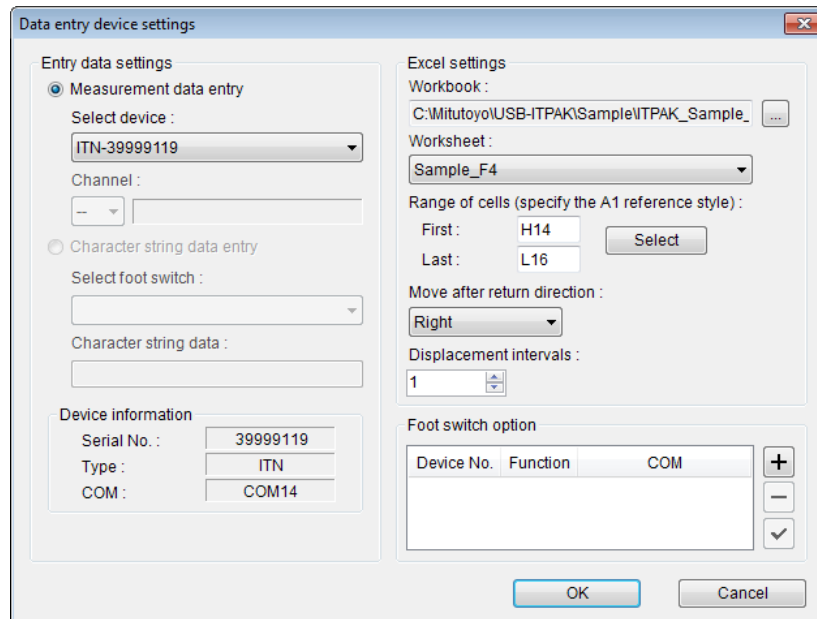 Data entry device settings
Entry data settings
Measurement data entry
Select device :
ITN-39999119
Channel :
--
Character string data entry
Select foot switch :
Character string data :
Device information
Serial No. : 39999119
Type : ITN
COM : COM14
Excel settings
Workbook :
C:\Mitutoyo\USB-ITPAK\Sample\ITPAK_Sample_ ...
Worksheet :
Sample_F4
Range of cells (specify the A1 reference style) :
First : H14
Select
Last : L16
Move after return direction :
Right
Displacement intervals :
1
Foot switch option
Device No. Function COM
OK Cancel